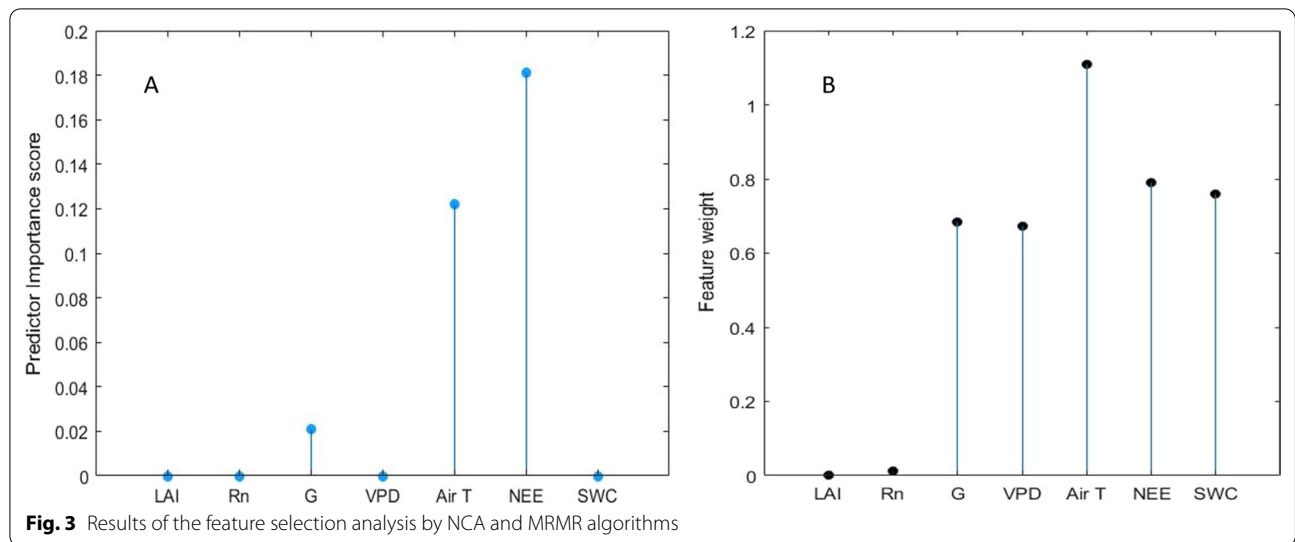 A
Predictor Importance score
0.2
0.18
0.16
0.14
0.12
0.1
0.08
0.06
0.04
0.02
0
LAI Rn G VPD Air T NEE SWC
B
Feature weight
1.2
1
0.8
0.6
0.4
0.2
0
LAI Rn G VPD Air T NEE SWC
Fig. 3 Results of the feature selection analysis by NCA and MRMR algorithms